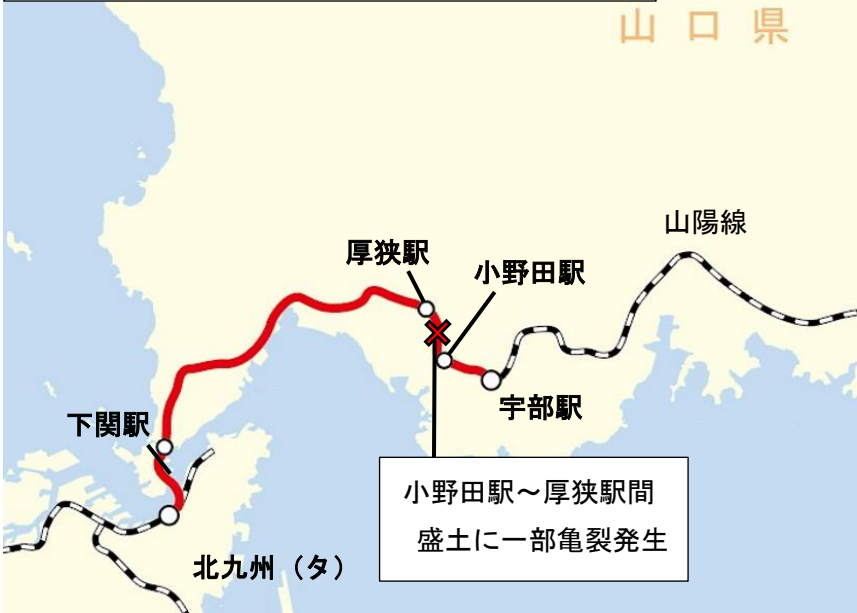 山口県
山陽線
厚狭駅
小野田駅
宇部駅
下関駅
小野田駅～厚狭駅間
盛土に一部亀裂発生
北九州（タ）